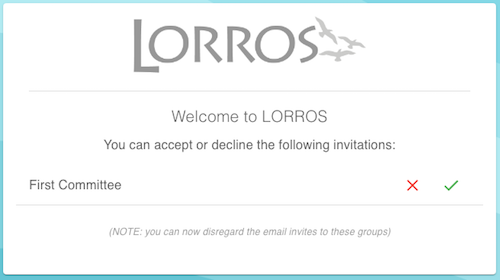 LORROS
Welcome to LORROS
You can accept or decline the following invitations:
First Committee
(NOTE: you can now disregard the email invites to these groups)